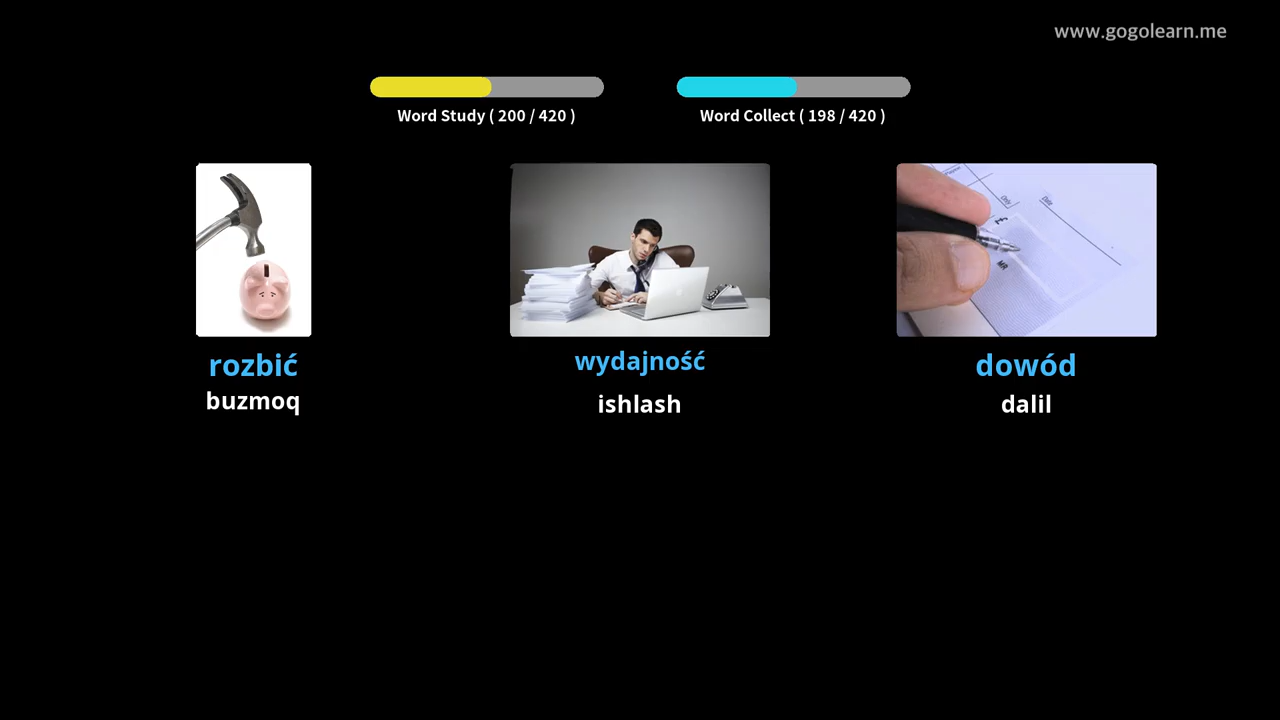 www.gogolearn.me
Word Study ( 200 / 420 )
Word Collect ( 198 / 420 )
rozbić
buzmoq
wydajność
ishlash
dowód
dalil